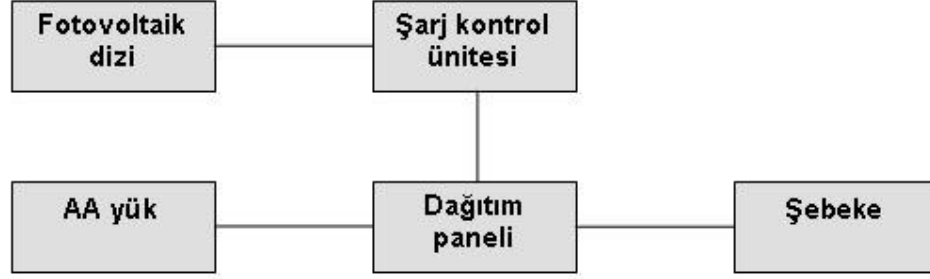 Fotovoltaik
dizi
Şarj kontrol
ünitesi
AA yük
Dağıtım
paneli
Şebeke